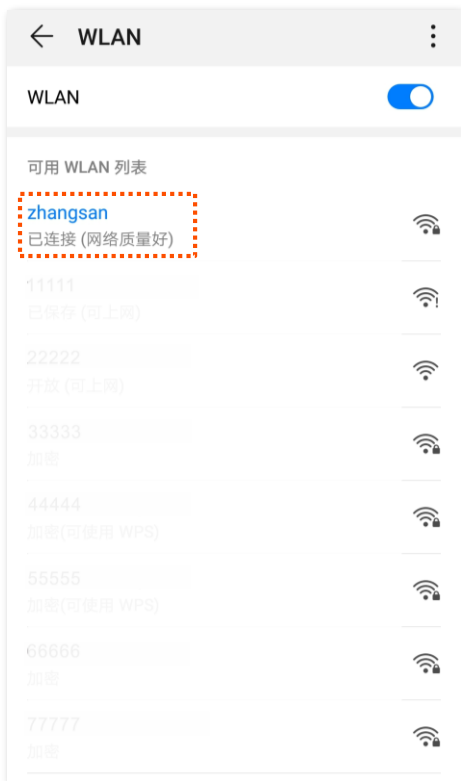 WLAN
WLAN
可用 WLAN 列表
zhangsan
已连接 (网络质量好)
11111
已保存 (可上网)
22222
开放 (可上网)
33333
加密
44444
加密(可使用 WPS)
55555
加密(可使用 WPS)
66666
加密
77777
加密